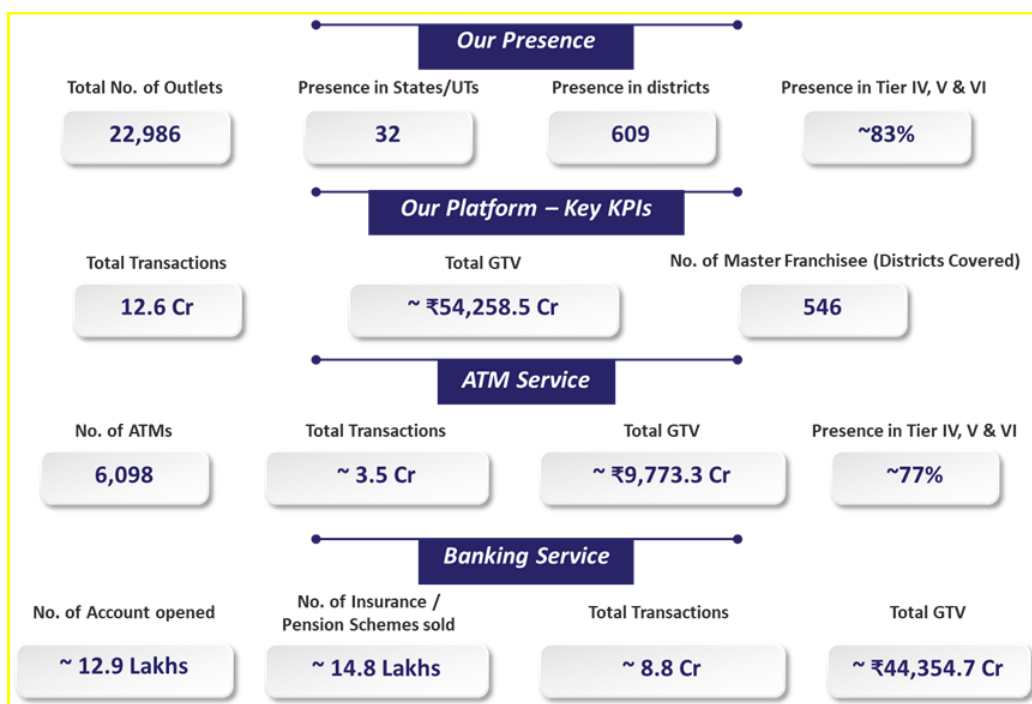 Our Presence
Total No. of Outlets
Presence in States/UTs
Presence in districts
Presence in Tier IV, V & VI
22,986
32
609
~83%
Our Platform – Key KPIs
Total Transactions
Total GTV
No. of Master Franchisee (Districts Covered)
12.6 Cr
~ ₹54,258.5 Cr
546
ATM Service
No. of ATMs
Total Transactions
Total GTV
Presence in Tier IV, V & VI
6,098
~ 3.5 Cr
~ ₹9,773.3 Cr
~77%
Banking Service
No. of Account opened
No. of Insurance /
Pension Schemes sold
Total Transactions
Total GTV
~ 12.9 Lakhs
~ 14.8 Lakhs
~ 8.8 Cr
~ ₹44,354.7 Cr